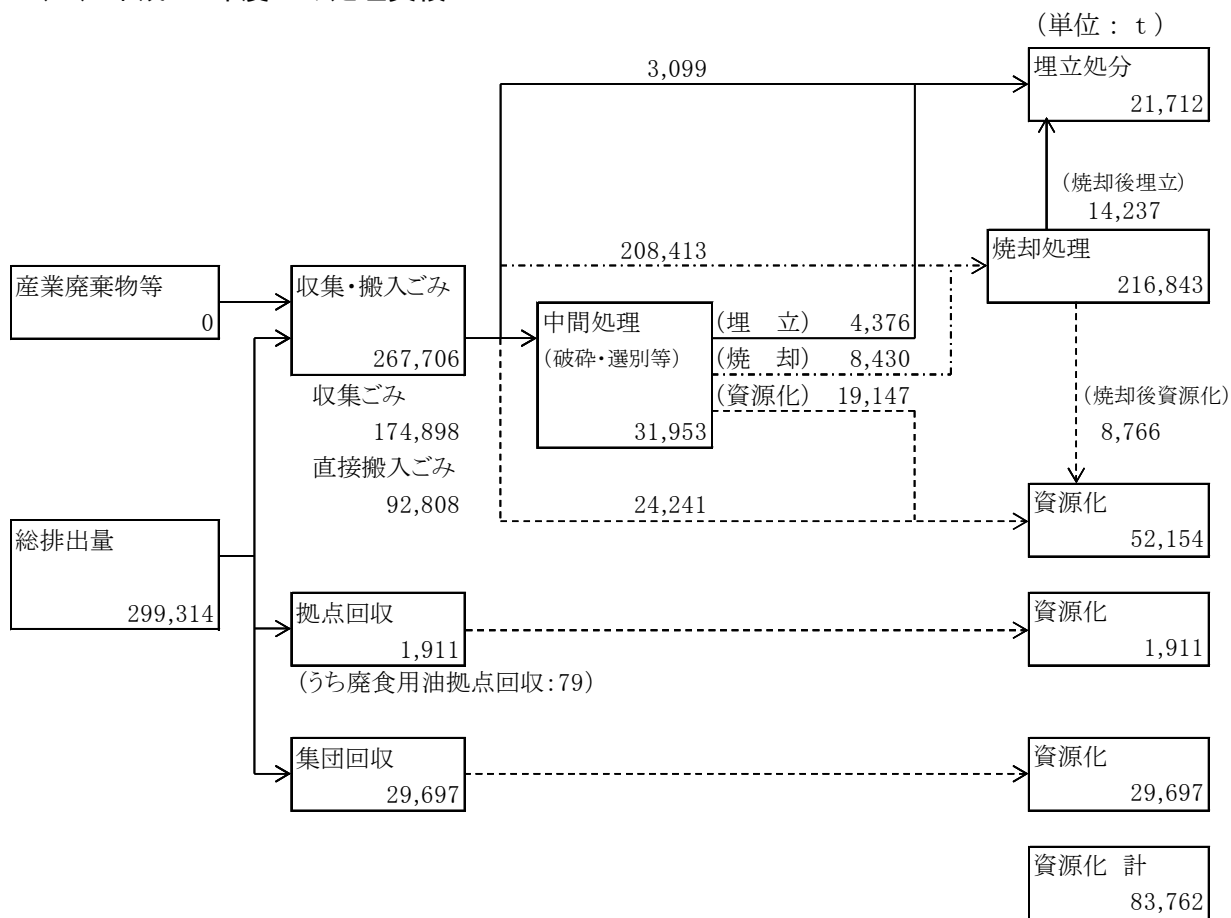 (単位: t)
3,099
埋立処分
21,712
(焼却後埋立)
14,237
208,413
焼却処理
216,843
産業廃棄物等
0
収集・搬入ごみ
267,706
中間処理
(破砕・選別等)
31,953
(埋 立) 4,376
(焼 却) 8,430
(資源化) 19,147
収集ごみ
174,898
直接搬入ごみ
92,808
(焼却後資源化)
8,766
24,241
資源化
52,154
総排出量
299,314
拠点回収
1,911
(うち廃食用油拠点回収:79)
資源化
1,911
集団回収
29,697
資源化
29,697
資源化 計
83,762